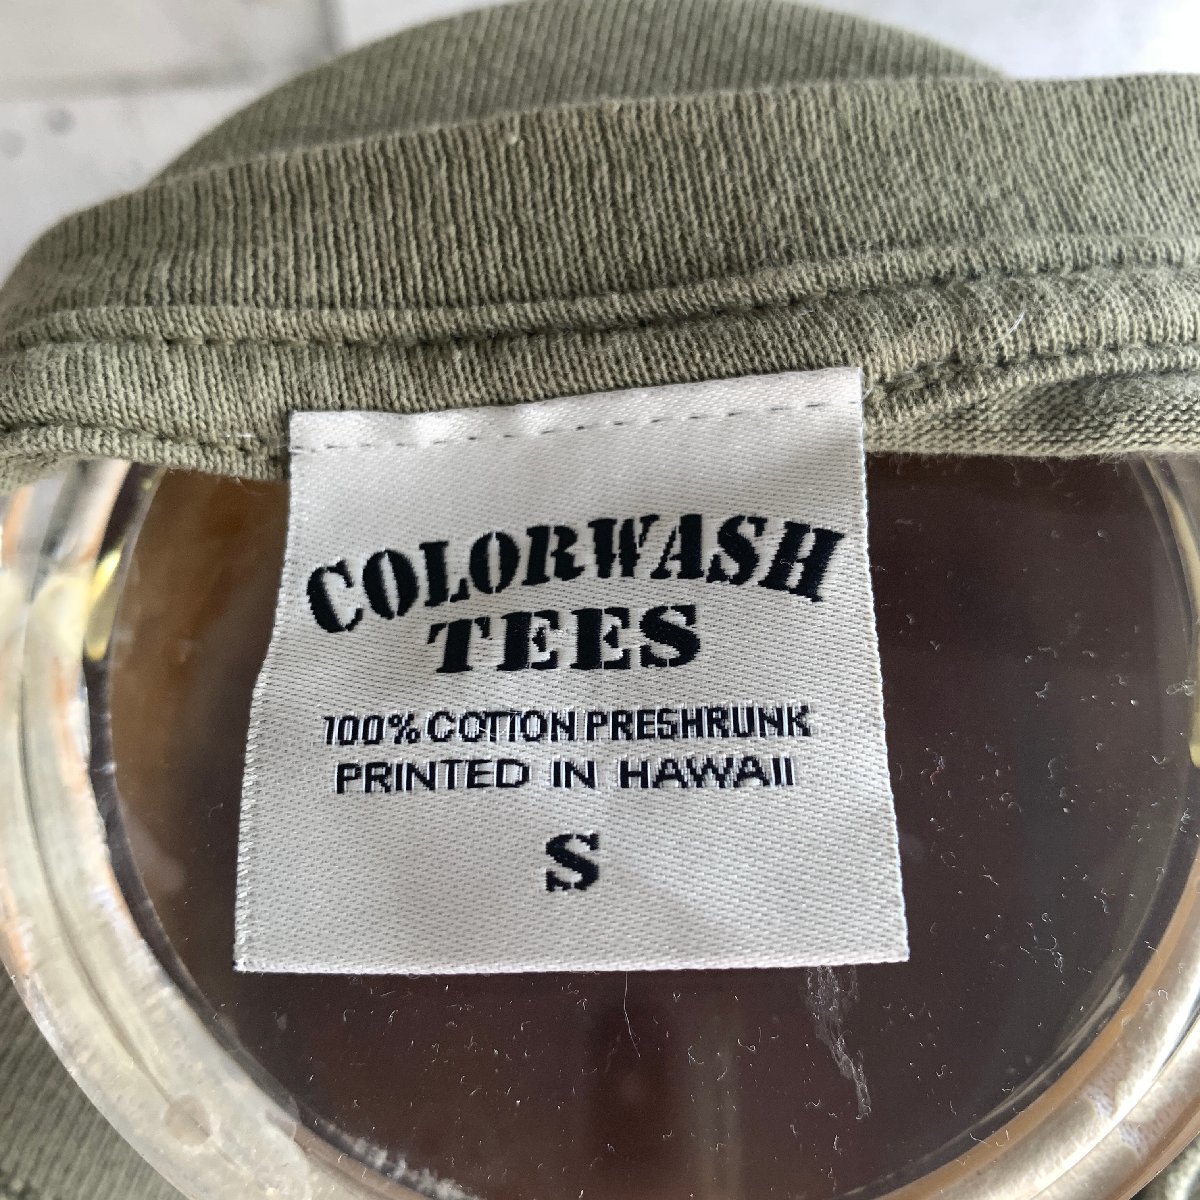 COLORWASH
TEES
100% COTTON PRESHRUNK
PRINTED IN HAWAII
S